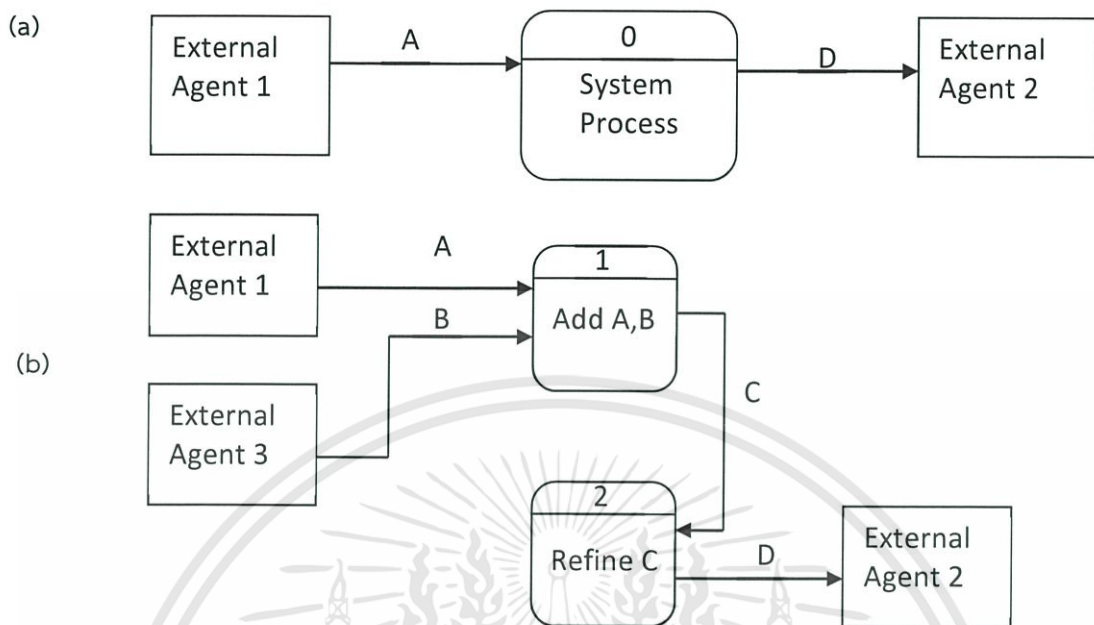 (a)
External
Agent 1
A
0
System
Process
D
External
Agent 2
(b)
External
Agent 1
A
1
Add A,B
B
External
Agent 3
C
2
Refine C
D
External
Agent 2